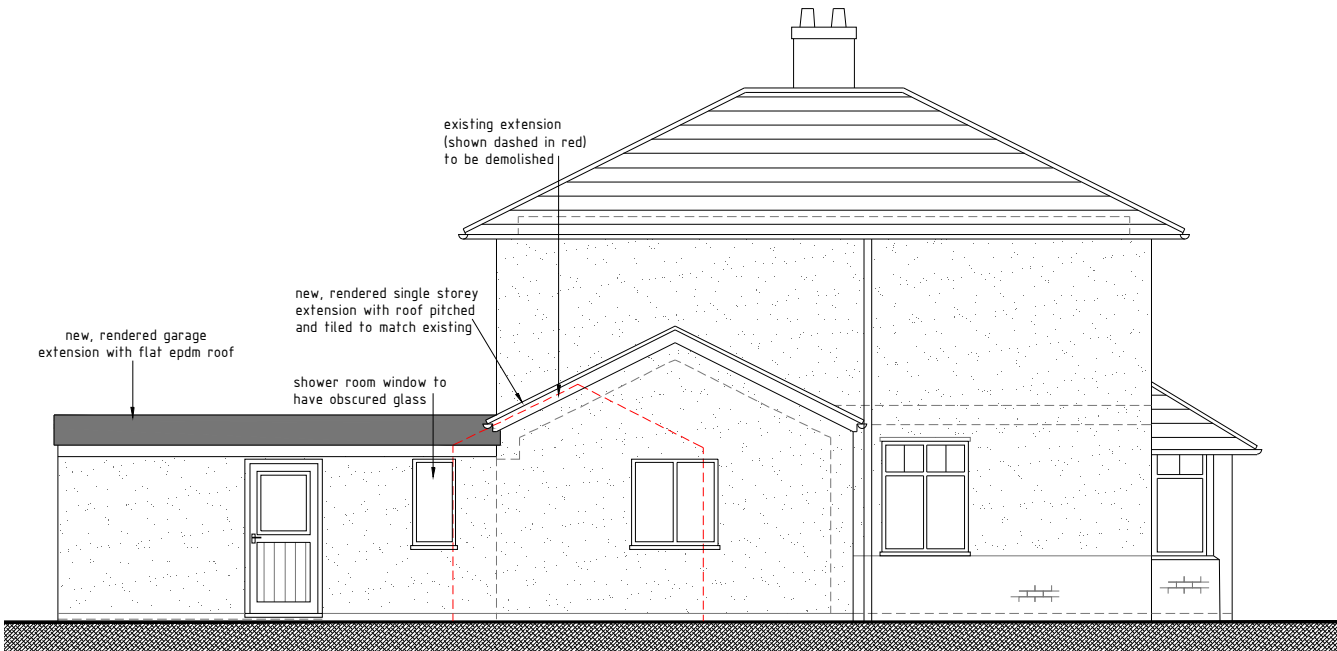 existing extension
(shown dashed in red)
to be demolished
new, rendered single storey
extension with roof pitched
and tiled to match existing
new, rendered garage
extension with flat epdm roof
shower room window to
have obscured glass